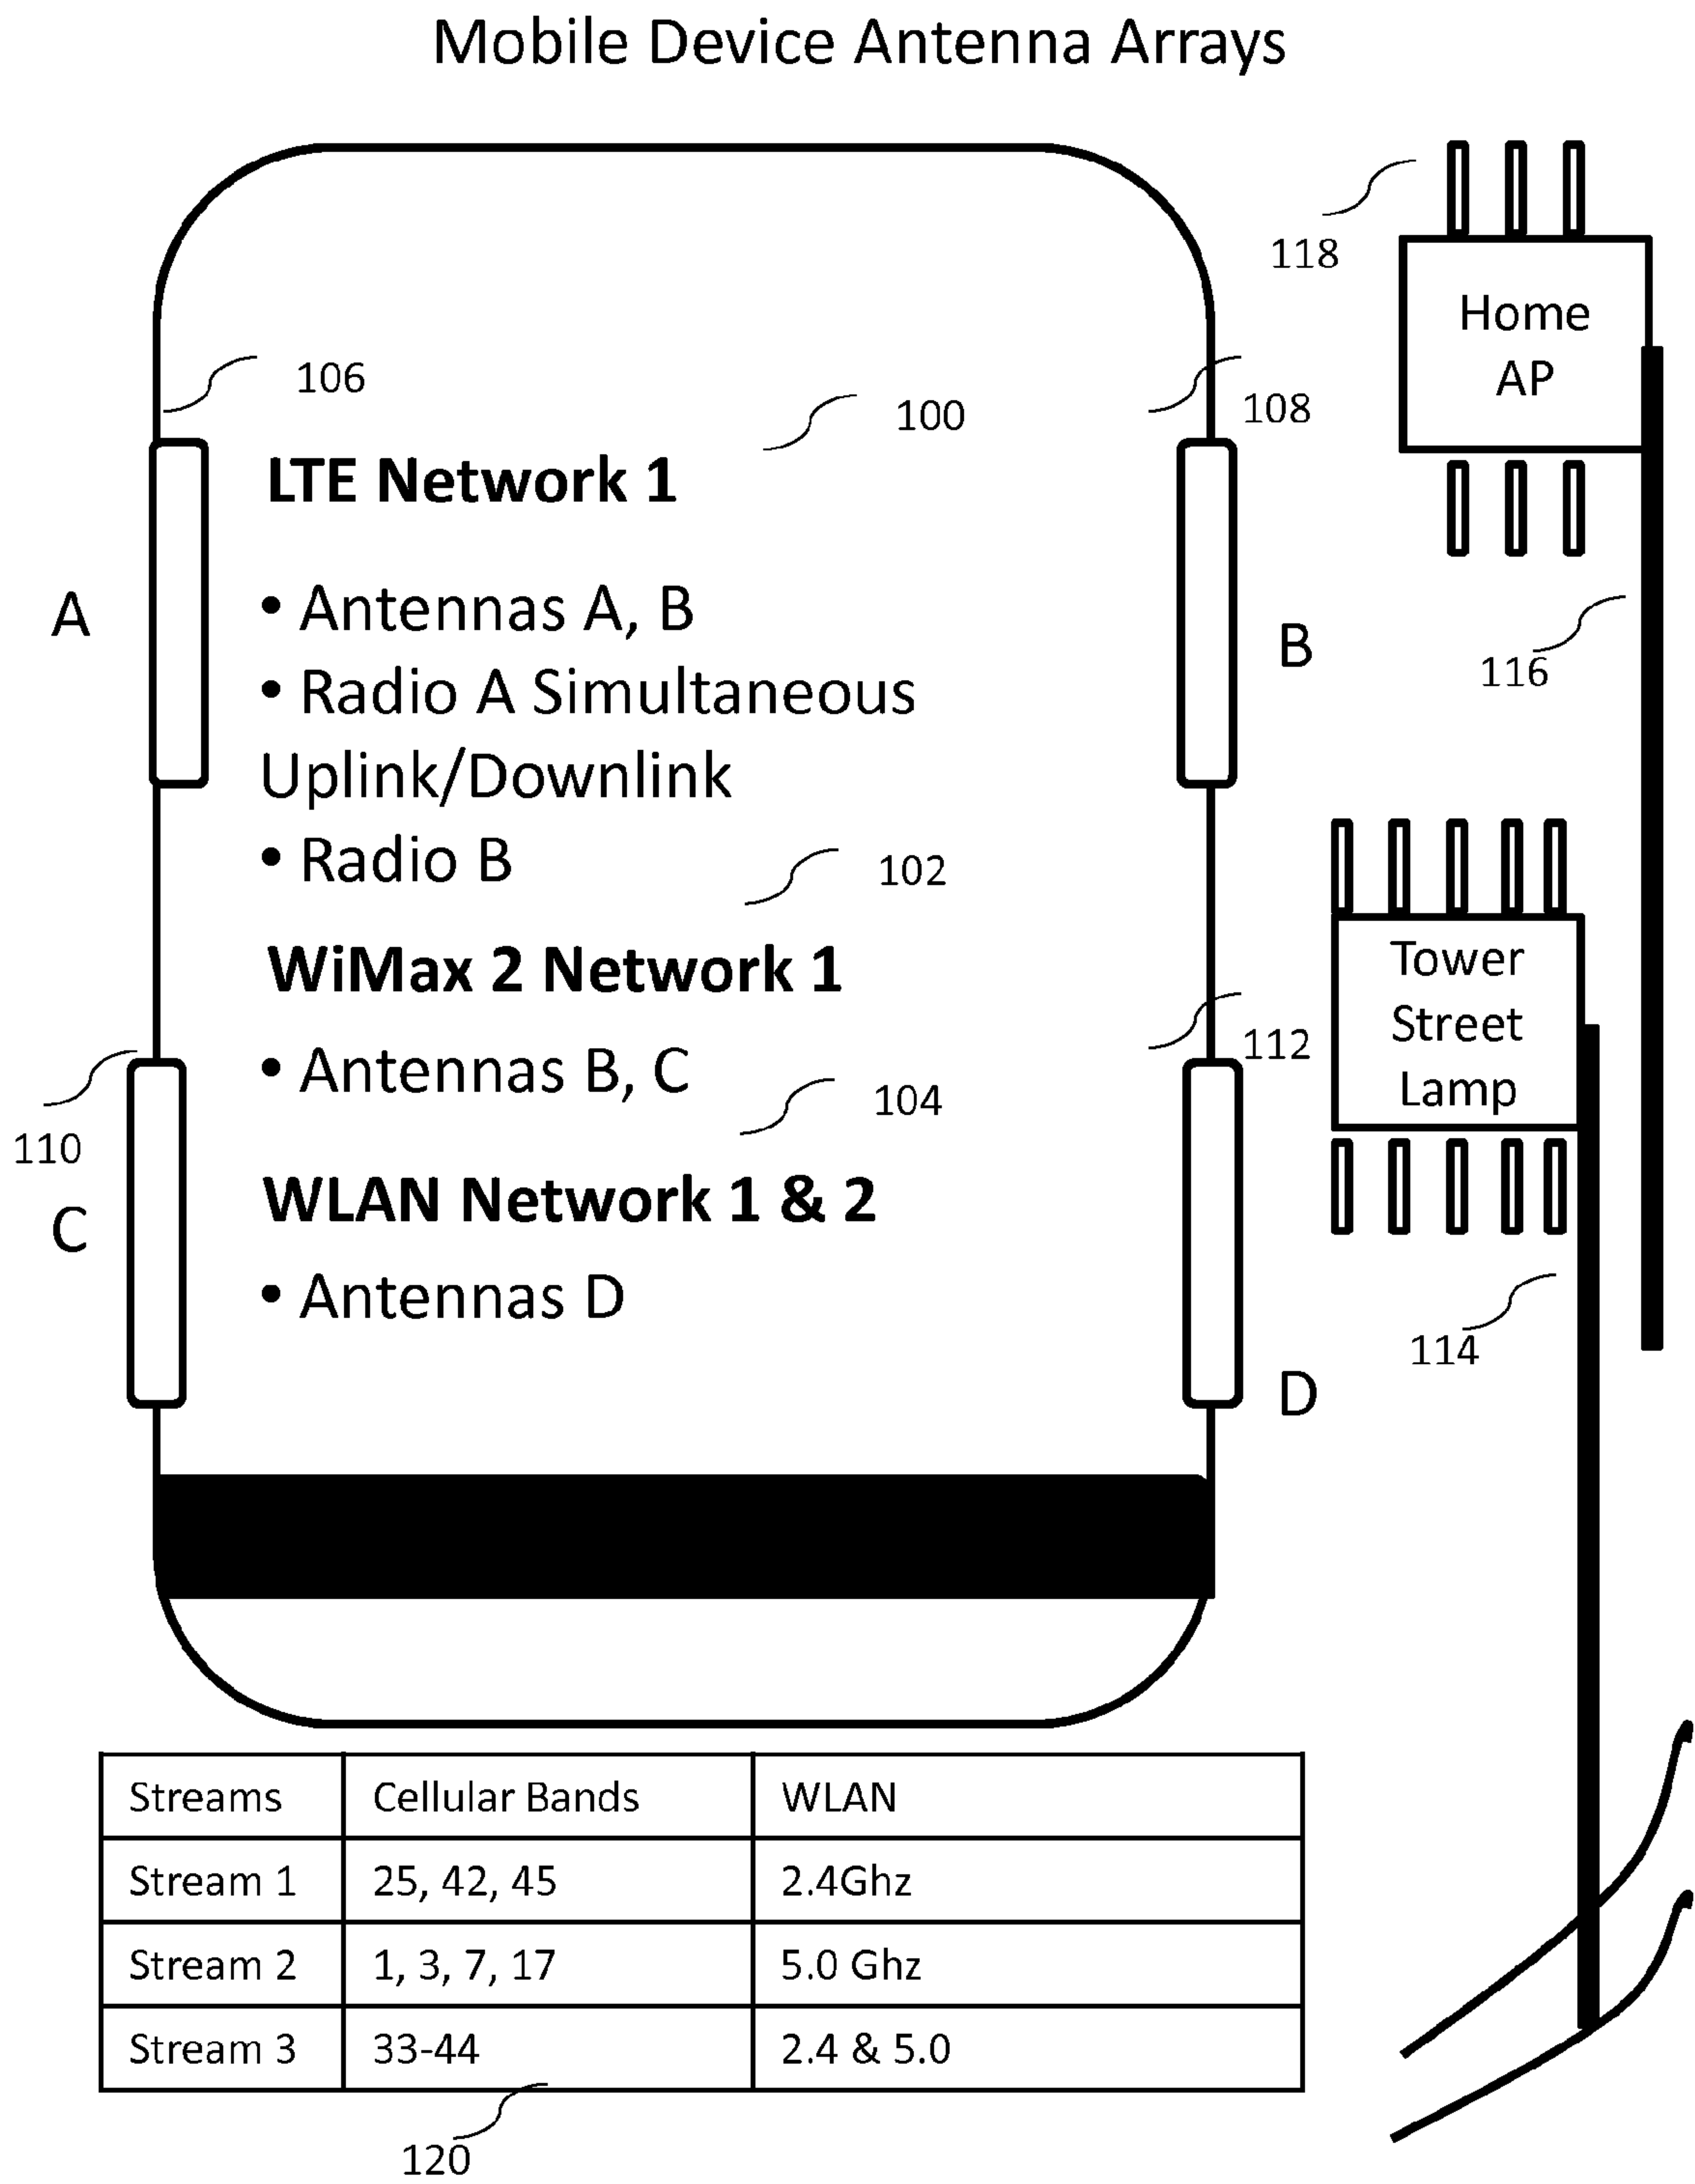 Mobile Device Antenna Arrays
118
Home
AP
106
100
108
LTE Network 1
A
• Antennas A, B
B
116
• Radio A Simultaneous
Uplink/Downlink
• Radio B
102
WiMax 2 Network 1
Tower
Street
Lamp
112
• Antennas B, C
104
110
C
WLAN Network 1 & 2
• Antennas D
114
D
Streams Cellular Bands WLAN
Stream 1 25, 42, 45 2.4Ghz
Stream 2 1, 3, 7, 17 5.0 Ghz
Stream 3 33-44 2.4 & 5.0
120